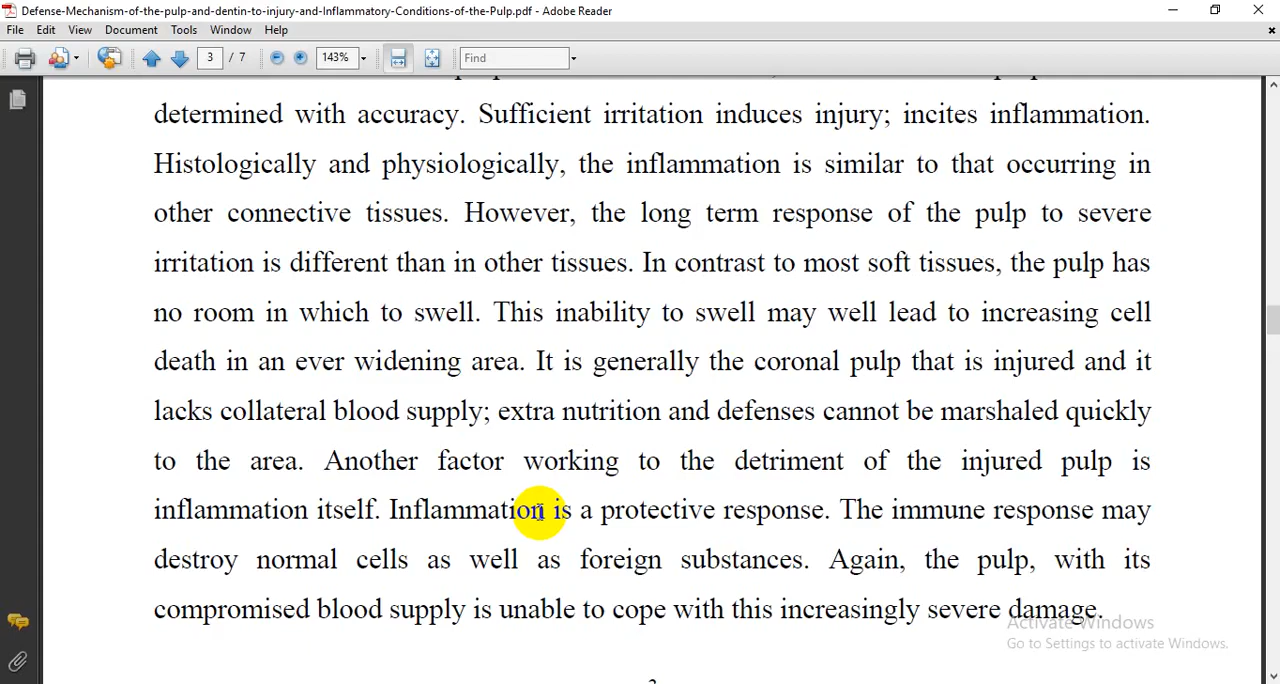 Defense-Mechanism-of-the-pulp-and-dentin-to-injury-and-Inflammatory-Conditions-of-the-Pulp.pdf - Adobe Reader
File Edit View Document Tools Window Help
3 / 7 143% Find
determined with accuracy. Sufficient irritation induces injury; incites inflammation.
Histologically and physiologically, the inflammation is similar to that occurring in
other connective tissues. However, the long term response of the pulp to severe
irritation is different than in other tissues. In contrast to most soft tissues, the pulp has
no room in which to swell. This inability to swell may well lead to increasing cell
death in an ever widening area. It is generally the coronal pulp that is injured and it
lacks collateral blood supply; extra nutrition and defenses cannot be marshaled quickly
to the area. Another factor working to the detriment of the injured pulp is
inflammation itself. Inflammation is a protective response. The immune response may
destroy normal cells as well as foreign substances. Again, the pulp, with its
compromised blood supply is unable to cope with this increasingly severe damage.
Activate Windows
Go to Settings to activate Windows.